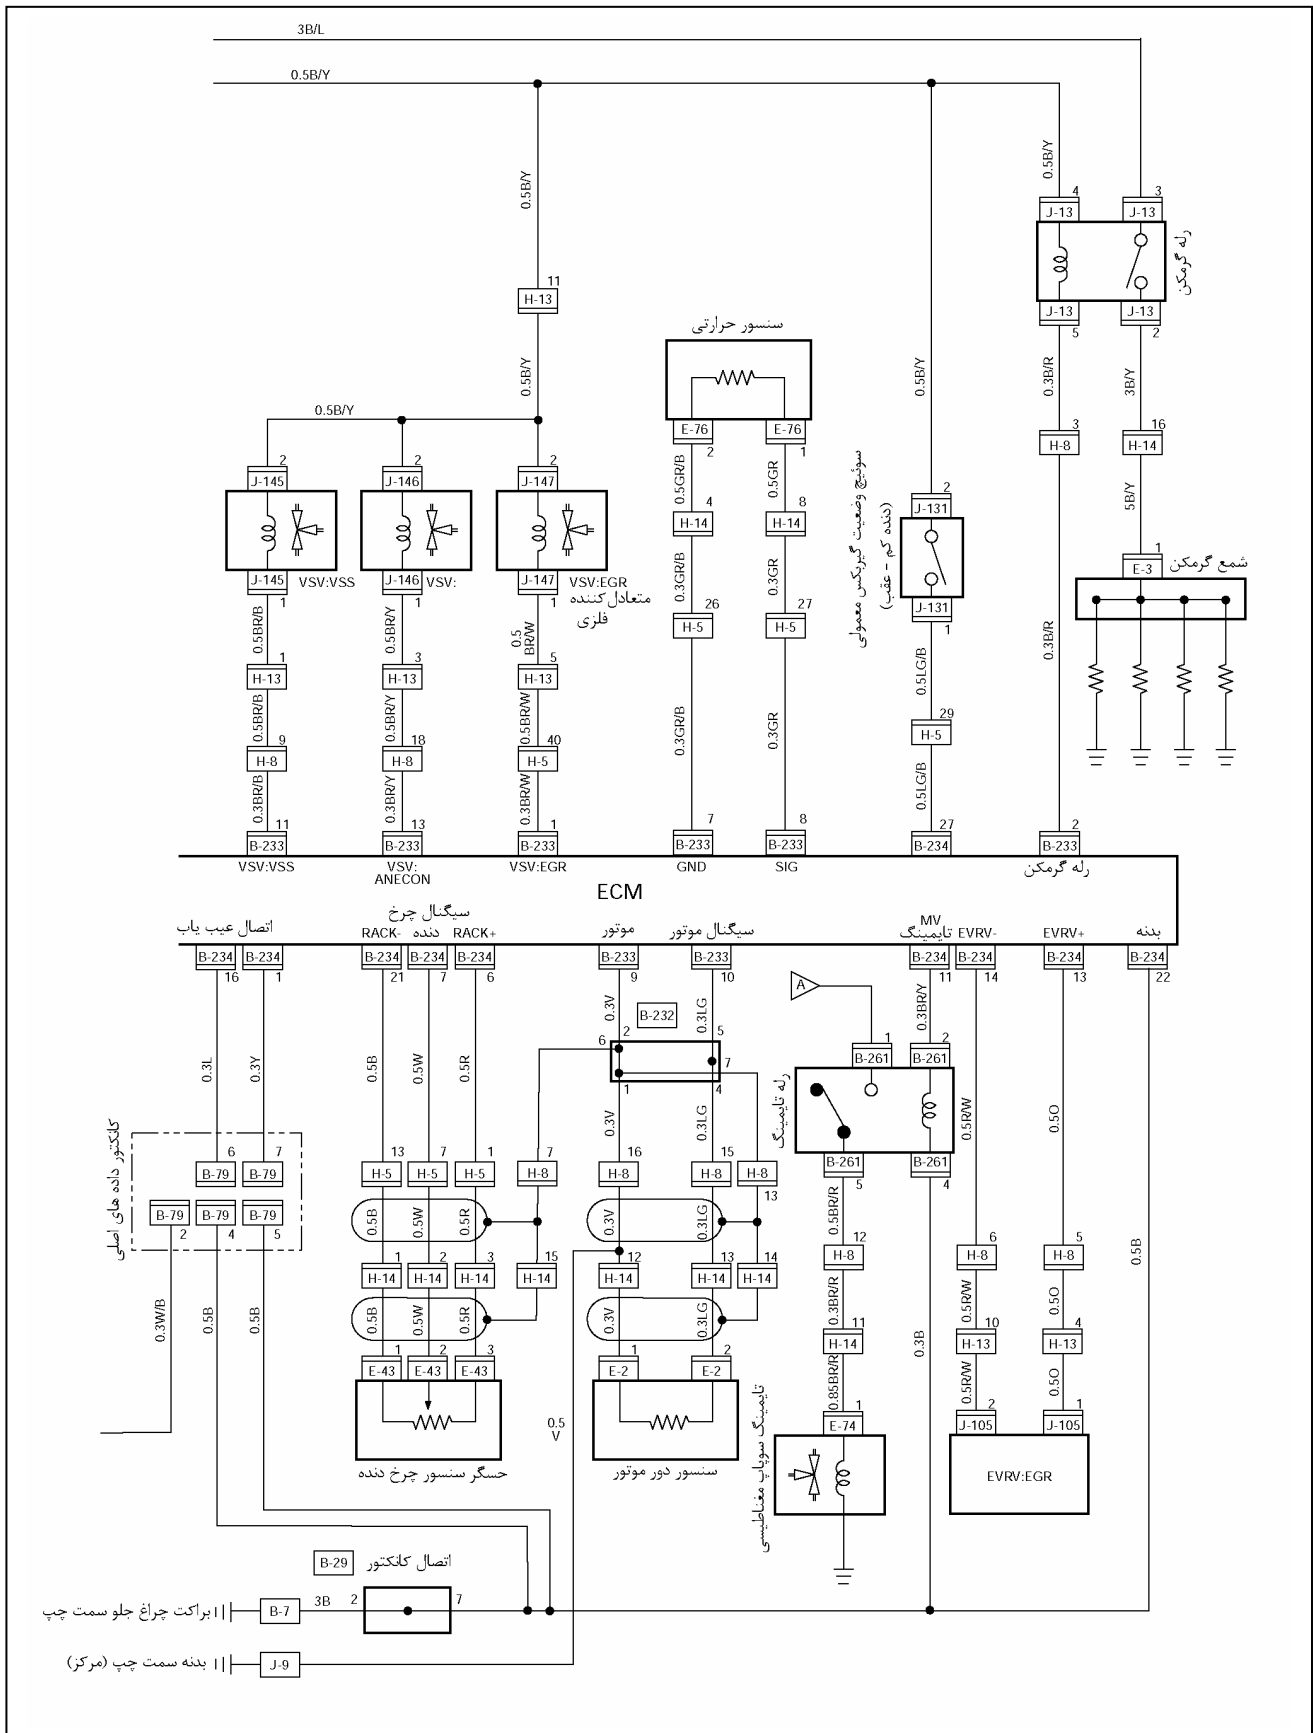 3B/L
0.5B/Y
0.5B/Y
0.5B/Y
4
3
J-13
J-13
رله گرمکن
J-13
J-13
5
2
11
H-13
سنسور حرارتی
0.5B/Y
0.5B/Y
0.3B/R
3B/Y
0.5B/Y
E-76
E-76
2
1
3
16
H-8
H-14
2
2
2
J-145
J-146
J-147
0.5GR/B
0.5GR
سوئیچ وضعیت گیربکس معمولی
(دنده کم - عقب)
2
J-131
5B/Y
4
8
H-14
H-14
1
E-3
شمع گرمکن
J-145
VSV:VSS
J-146
VSV:
J-147
VSV:EGR
متعادل کننده
فلزی
1
1
1
0.3GR/B
0.3GR
J-131
1
0.5BR/B
0.5BR/Y
0.5
BR/W
26
27
H-5
H-5
0.5LG/B
0.3B/R
1
3
5
H-13
H-13
H-13
0.5BR/B
0.5BR/Y
0.5BR/W
0.3GR/B
0.3GR
29
H-5
9
18
40
H-8
H-8
H-5
0.3BR/B
0.3BR/Y
0.3BR/W
0.5LG/B
11
13
1
7
8
27
2
B-233
B-233
B-233
B-233
B-233
B-234
B-233
VSV:VSS
VSV:
ANECON
VSV:EGR
GND
SIG
رله گرمکن
ECM
اتصال عیب یاب
سیگنال چرخ
RACK-
دنده
RACK+
موتور
سیگنال موتور
MV
تایمینگ
EVRV-
EVRV+
بدنه
B-234
B-234
B-234
B-234
B-234
B-233
B-233
B-234
B-234
B-234
B-234
16
1
21
7
6
9
10
11
14
13
22
A
0.3V
B-232
0.3LG
0.3BR/Y
2
5
6
7
1
4
1
2
B-261
B-261
0.3L
0.3Y
0.5B
0.5W
0.5R
0.3V
0.3LG
رله تایمینگ
0.5R/W
0.5O
کانکتور داده های اصلی
6
7
B-79
B-79
13
7
1
7
16
15
H-5
H-5
H-5
H-8
H-8
H-8
H-8
13
B-261
B-261
5
4
B-79
B-79
B-79
2
4
5
0.5B
0.5W
0.5R
0.3V
0.3LG
0.5BR/R
12
6
5
H-8
H-8
H-8
0.5B
1
2
3
15
12
13
14
H-14
H-14
H-14
H-14
H-14
H-14
H-14
0.3W/B
0.5B
0.5B
0.5B
0.5W
0.5R
0.3V
0.3LG
0.3BR/R
0.3B
0.5R/W
0.5O
11
10
4
H-14
H-13
H-13
1
2
3
1
2
E-43
E-43
E-43
E-2
E-2
0.85BR/R
0.5R/W
0.5O
1
2
1
E-74
J-105
J-105
0.5
V
حسگر سنسور چرخ دنده
سنسور دور موتور
تایمینگ سوپاپ مغناطیسی
EVRV:EGR
B-29
اتصال کانکتور
براکت چراغ جلو سمت چپ
B-7
3B
2
7
بدنه سمت چپ (مرکز)
J-9